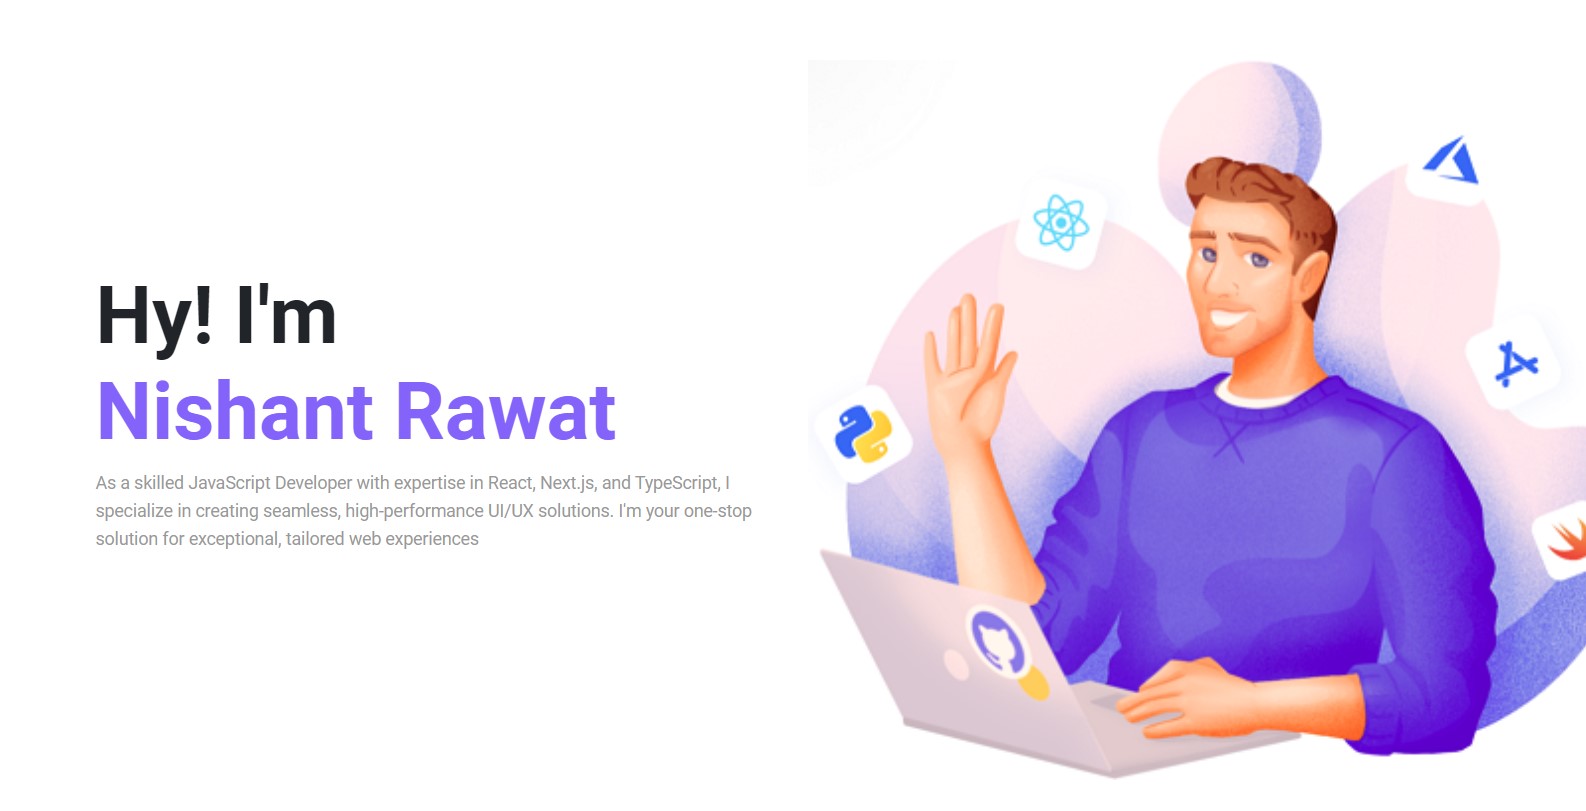 Hy! I'm
Nishant Rawat
As a skilled JavaScript Developer with expertise in React, Next.js, and TypeScript, I
specialize in creating seamless, high-performance UI/UX solutions. I'm your one-stop
solution for exceptional, tailored web experiences